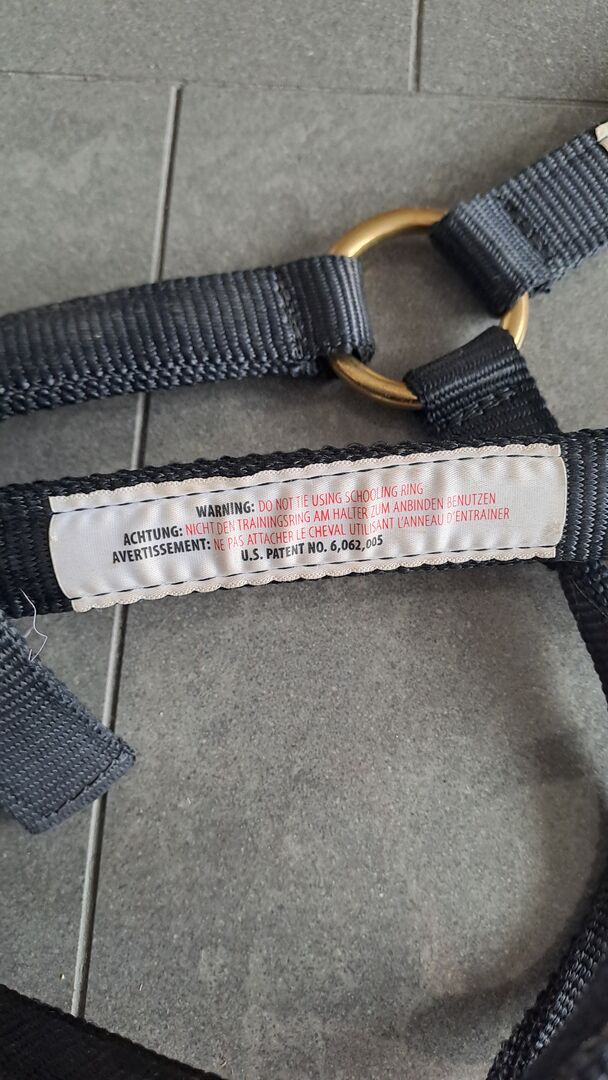 WARNING: DO NOT TIE USING SCHOOLING RING
ACHTUNG: NICHT DEN TRAININGSRING AM HALTER ZUM ANBINDEN BENUTZEN
AVERTISSEMENT: NE PAS ATTACHER LE CHEVAL UTILISANT L'ANNEAU D'ENTRAINER
U.S. PATENT NO. 6,062,005